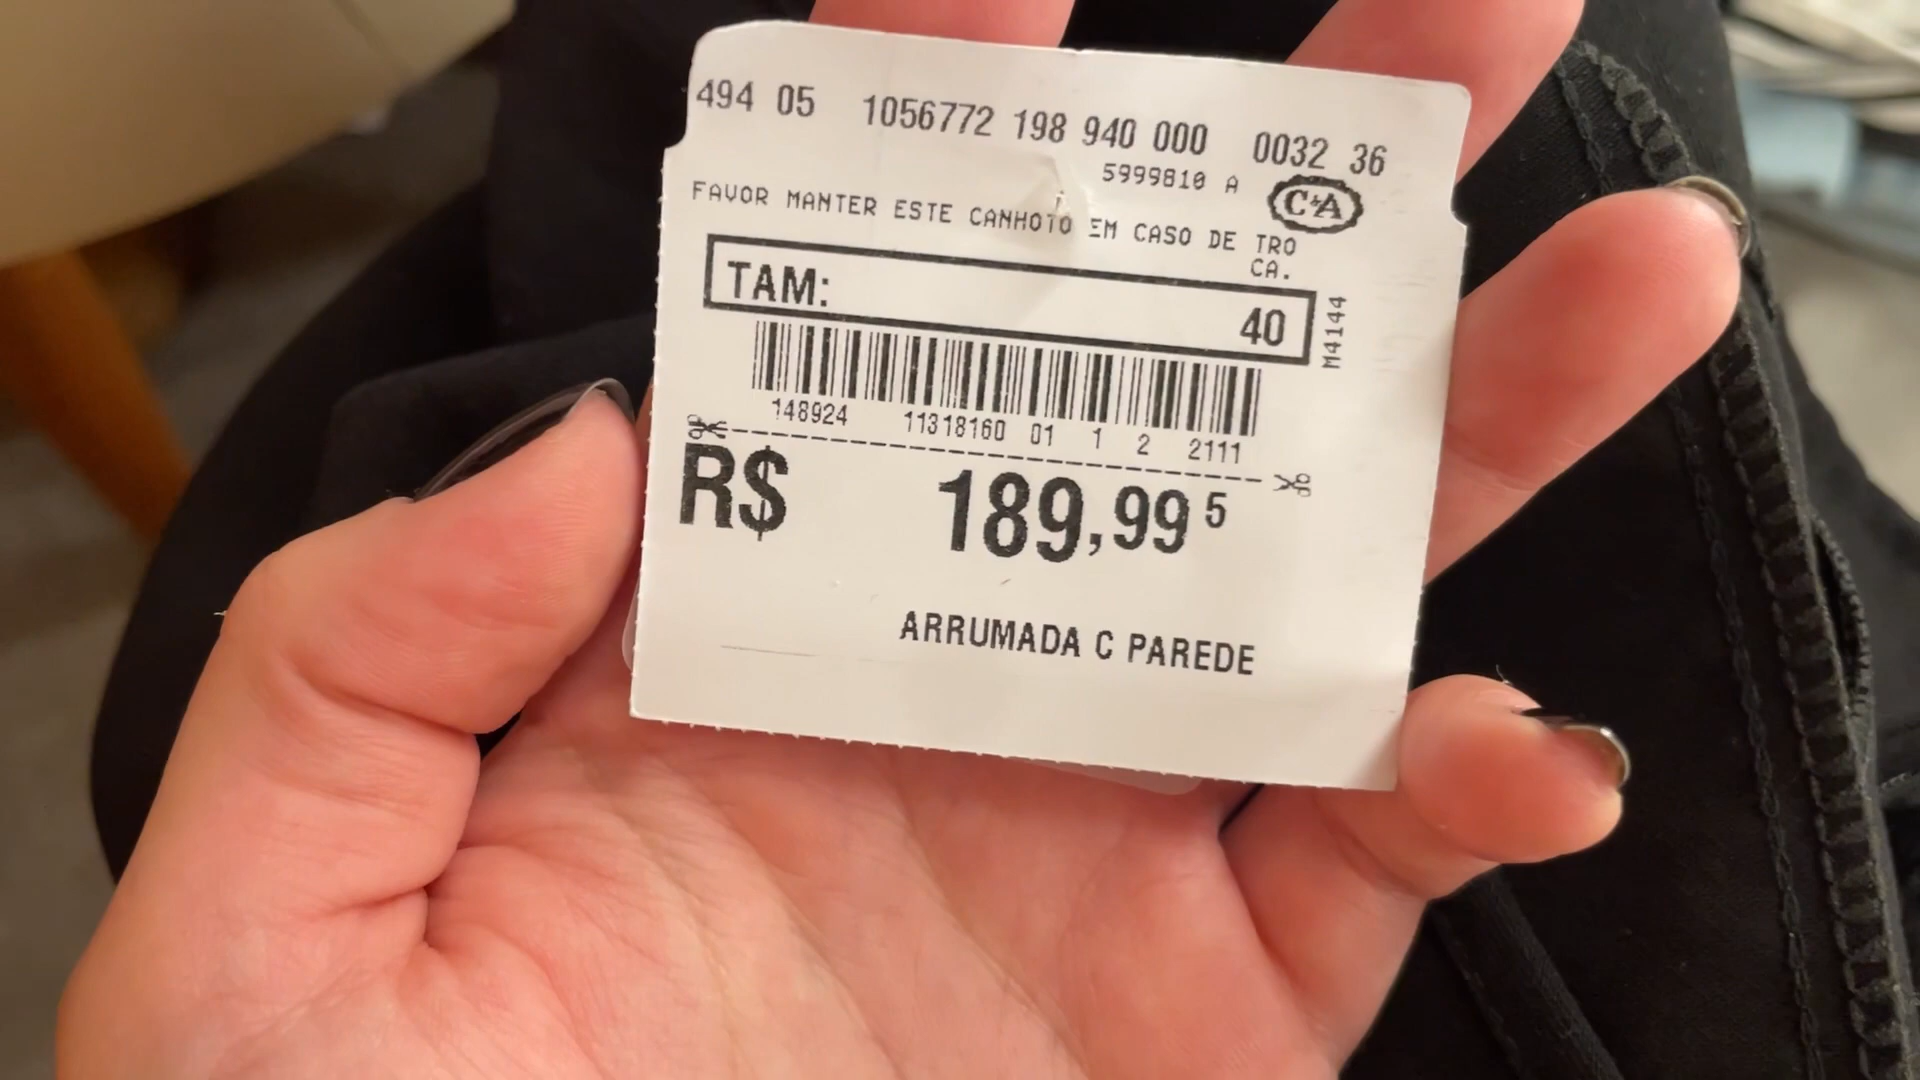 494 05 1056772 198 940 000 0032 36
5999810 A
C&A
FAVOR MANTER ESTE CANHOTO EM CASO DE TRO
CA.
TAM: 40
M4144
148924 11318160 01 1 2 2111
R$ 189,99 5
ARRUMADA C PAREDE